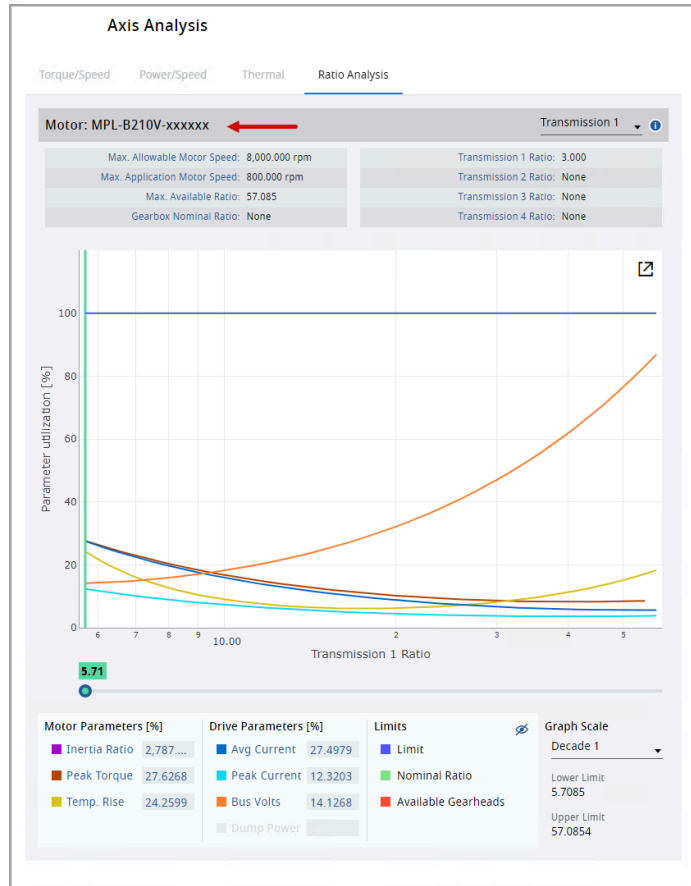 Axis Analysis
Torque/Speed Power/Speed Thermal Ratio Analysis
Motor: MPL-B210V-xxxxxx Transmission 1
Max. Allowable Motor Speed: 8,000.000 rpm Transmission 1 Ratio: 3.000
Max. Application Motor Speed: 800.000 rpm Transmission 2 Ratio: None
Max. Available Ratio: 57.085 Transmission 3 Ratio: None
Gearbox Nominal Ratio: None Transmission 4 Ratio: None
100
80
60
40
20
0
Parameter utilization [%]
6 7 8 9 10.00 2 3 4 5
Transmission 1 Ratio
5.71
Motor Parameters [%] Drive Parameters [%] Limits Graph Scale
Inertia Ratio 2,787.... Avg Current 27.4979 Limit Decade 1
Peak Torque 27.6268 Peak Current 12.3203 Nominal Ratio Lower Limit
5.7085
Temp. Rise 24.2599 Bus Volts 14.1268 Available Gearheads Upper Limit
Dump Power 57.0854